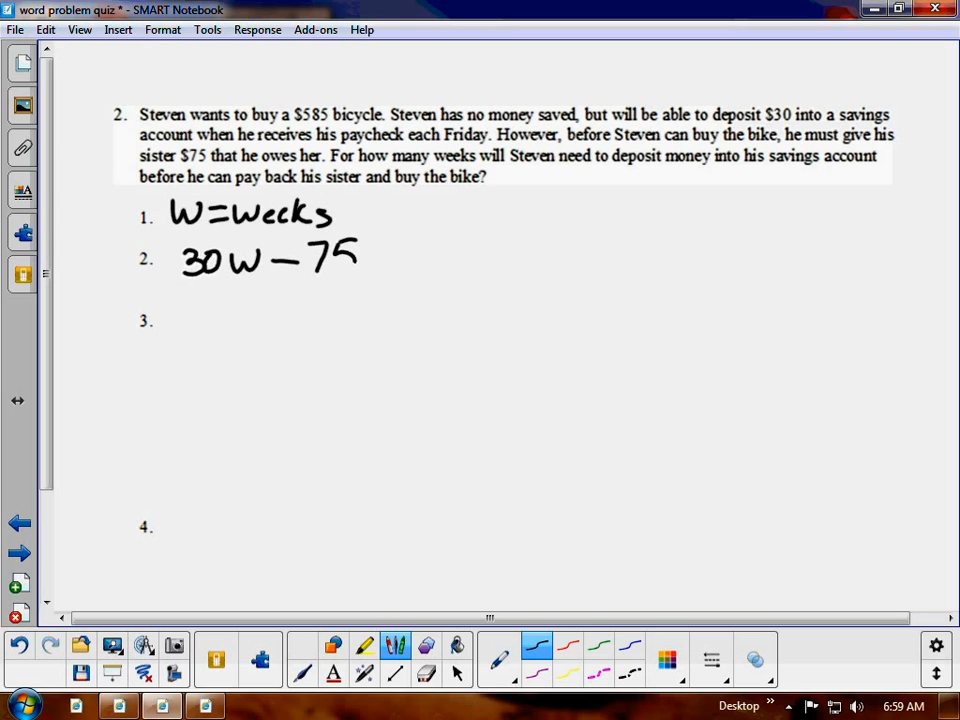 word problem quiz * - SMART Notebook
File Edit View Insert Format Tools Response Add-ons Help
2. Steven wants to buy a $585 bicycle. Steven has no money saved, but will be able to deposit $30 into a savings
account when he receives his paycheck each Friday. However, before Steven can buy the bike, he must give his
sister $75 that he owes her. For how many weeks will Steven need to deposit money into his savings account
before he can pay back his sister and buy the bike?
1. W=weeks
2. 30W-75
3.
4.
Desktop » 6:59 AM